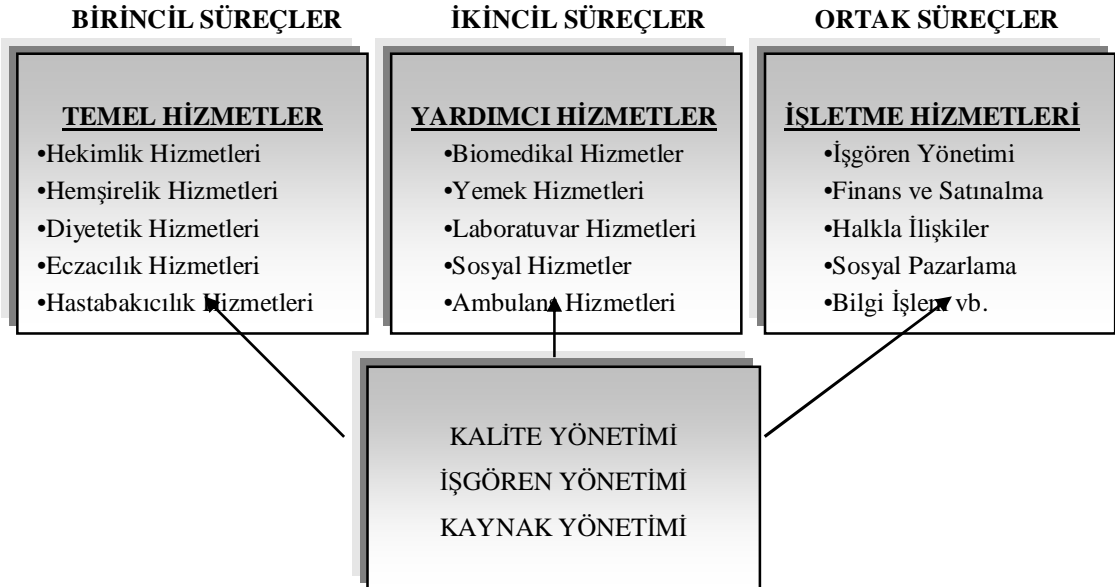 BİRİNCİL SÜREÇLER
TEMEL HİZMETLER
•Hekimlik Hizmetleri
•Hemşirelik Hizmetleri
•Diyetetik Hizmetleri
•Eczacılık Hizmetleri
•Hastabakıcılık Hizmetleri
İKİNCİL SÜREÇLER
YARDIMCI HİZMETLER
•Biomedikal Hizmetler
•Yemek Hizmetleri
•Laboratuvar Hizmetleri
•Sosyal Hizmetler
•Ambulans Hizmetleri
ORTAK SÜREÇLER
İŞLETME HİZMETLERİ
•İşgören Yönetimi
•Finans ve Satınalma
•Halkla İlişkiler
•Sosyal Pazarlama
•Bilgi İşlem vb.
KALİTE YÖNETİMİ
İŞGÖREN YÖNETİMİ
KAYNAK YÖNETİMİ